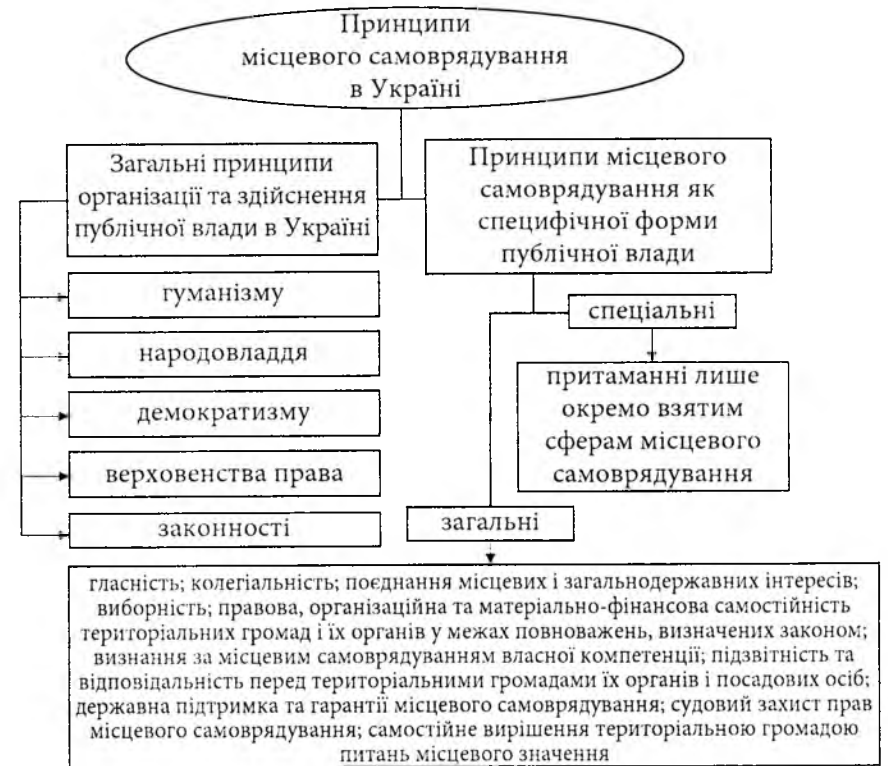 Принципи
місцевого самоврядування
в Україні
Загальні принципи
організації та здійснення
публічної влади в Україні
гуманізму
народовладдя
демократизму
верховенства права
законності
Принципи місцевого
самоврядування як
специфічної форми
публічної влади
спеціальні
притаманні лише
окремо взятим
сферам місцевого
самоврядування
загальні
гласність; колегіальність; поєднання місцевих і загальнодержавних інтересів;
виборність; правова, організаційна та матеріально-фінансова самостійність
територіальних громад і їх органів у межах повноважень, визначених законом;
визнання за місцевим самоврядуванням власної компетенції; підзвітність та
відповідальність перед територіальними громадами їх органів і посадових осіб;
державна підтримка та гарантії місцевого самоврядування; судовий захист прав
місцевого самоврядування; самостійне вирішення територіальною громадою
питань місцевого значення